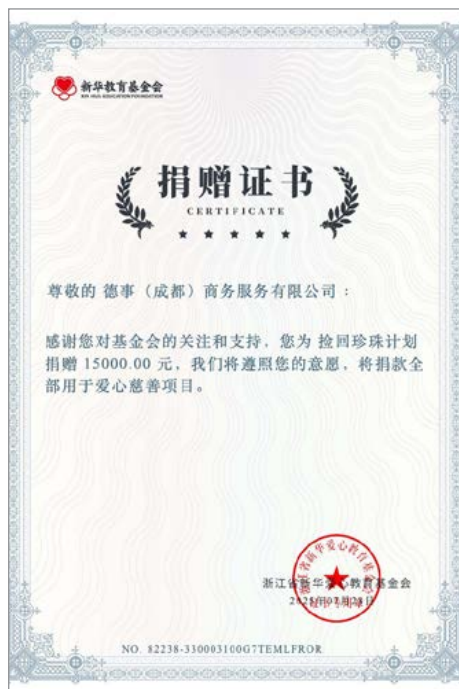 新华教育基金会
XIN HUA EDUCATION FOUNDATION
捐赠证书
CERTIFICATE
尊敬的 德事（成都）商务服务有限公司：
感谢您对基金会的关注和支持，您为 捡回珍珠计划
捐赠 15000.00 元，我们将遵照您的意愿，将捐款全
部用于爱心慈善项目。
浙江省新华爱心教育基金会
NO. 82238-330003100G7TEMLFROR